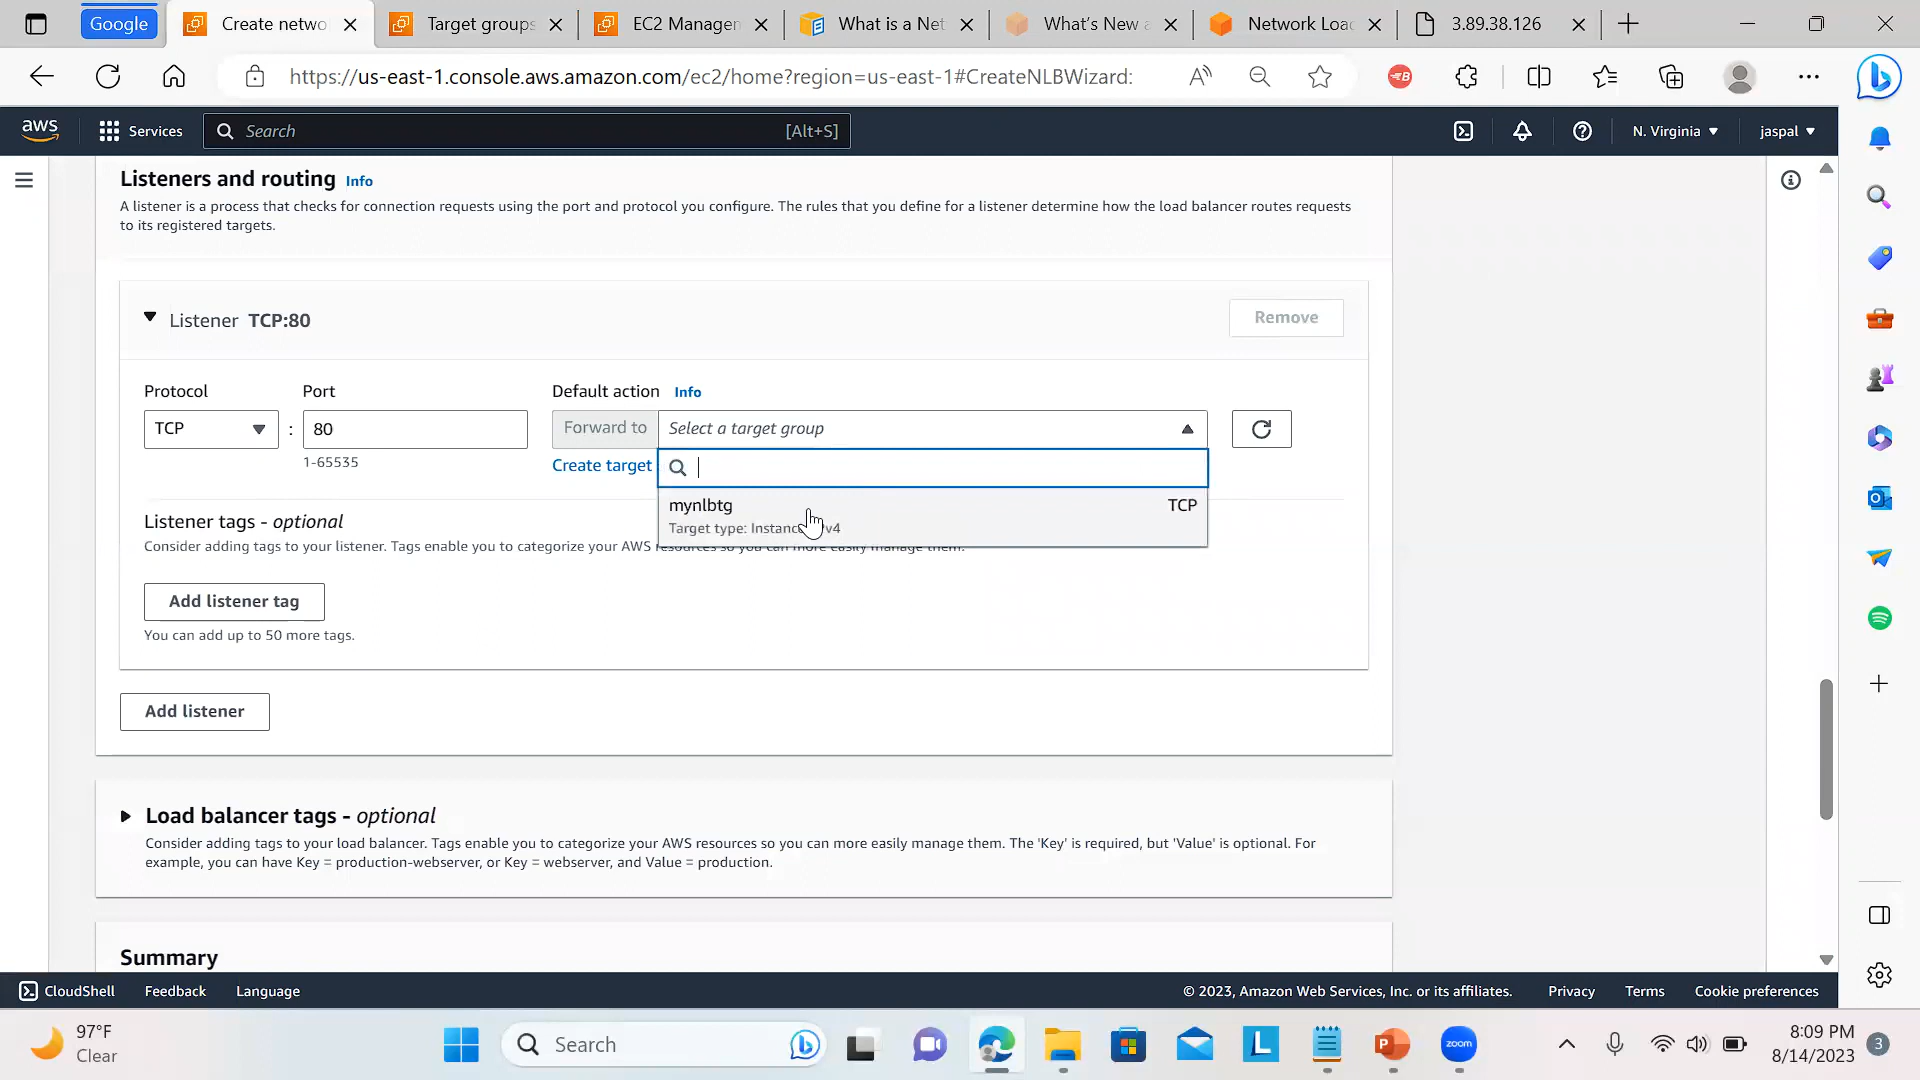 Google
Create netwo
Target groups
EC2 Managen
What is a Net
What's New a
Network Loa
3.89.38.126
https://us-east-1.console.aws.amazon.com/ec2/home?region=us-east-1#CreateNLBWizard:
aws
Services
Search
[Alt+S]
N. Virginia
jaspal
Listeners and routing Info
A listener is a process that checks for connection requests using the port and protocol you configure. The rules that you define for a listener determine how the load balancer routes requests
to its registered targets.
Listener TCP:80
Remove
Protocol
Port
Default action Info
TCP
:
80
Forward to
Select a target group
1-65535
Create target
mynlbtg
TCP
Target type: Instanc v4
Listener tags - optional
Consider adding tags to your listener. Tags enable you to categorize your AWS resources so you can more easily manage them.
Add listener tag
You can add up to 50 more tags.
Add listener
Load balancer tags - optional
Consider adding tags to your load balancer. Tags enable you to categorize your AWS resources so you can more easily manage them. The 'Key' is required, but 'Value' is optional. For
example, you can have Key = production-webserver, or Key = webserver, and Value = production.
Summary
CloudShell
Feedback
Language
© 2023, Amazon Web Services, Inc. or its affiliates.
Privacy
Terms
Cookie preferences
97°F
Clear
Search
zoom
8:09 PM
8/14/2023
3